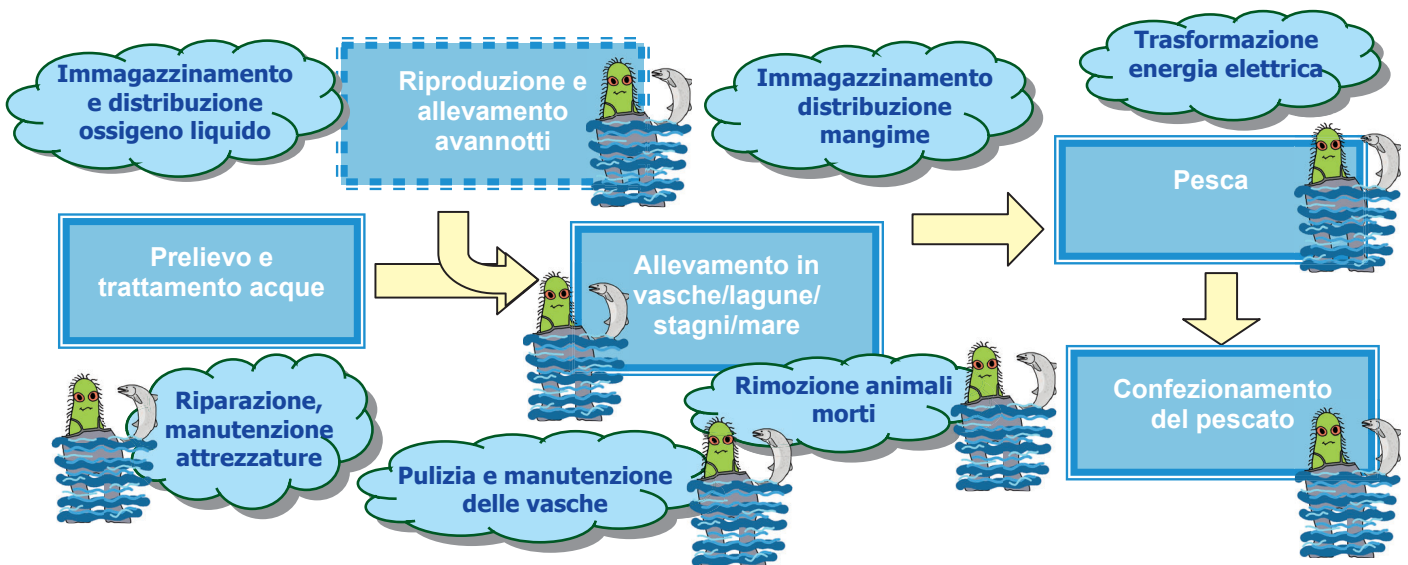 Immagazzinamento
e distribuzione
ossigeno liquido
Riproduzione e
allevamento
avannotti
Immagazzinamento
distribuzione
mangime
Trasformazione
energia elettrica
Prelievo e
trattamento acque
Allevamento in
vasche/lagune/
stagni/mare
Pesca
Riparazione,
manutenzione
attrezzature
Pulizia e manutenzione
delle vasche
Rimozione animali
morti
Confezionamento
del pescato